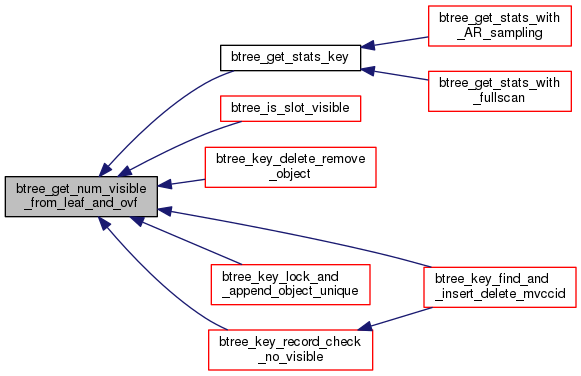 btree_get_stats_with
_AR_sampling
btree_get_stats_key
btree_get_stats_with
_fullscan
btree_is_slot_visible
btree_key_delete_remove
_object
btree_get_num_visible
_from_leaf_and_ovf
btree_key_lock_and
_append_object_unique
btree_key_find_and
_insert_delete_mvccid
btree_key_record_check
_no_visible